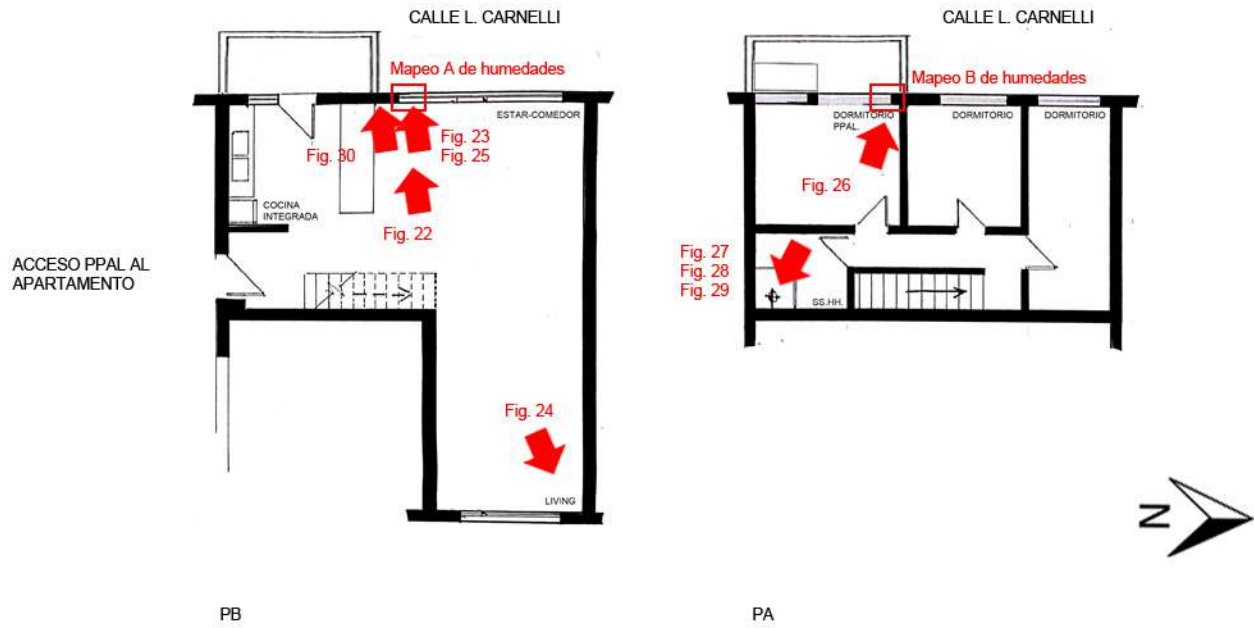 CALLE L. CARNELLI
Mapeo A de humedades
ESTAR-COMEDOR
Fig. 23
Fig. 30
Fig. 25
COCINA
INTEGRADA
Fig. 22
ACCESO PPAL AL
APARTAMENTO
Fig. 24
LIVING
PB
CALLE L. CARNELLI
Mapeo B de humedades
DORMITORIO
PPAL.
DORMITORIO
DORMITORIO
Fig. 26
Fig. 27
Fig. 28
Fig. 29
SS.HH.
N
PA